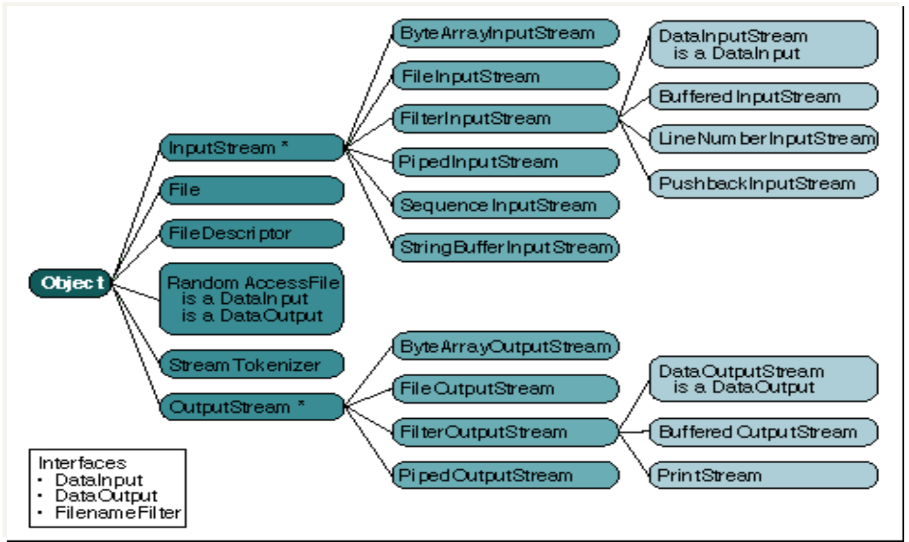 Object
InputStream *
File
FileDescriptor
Random AccessFile
is a DataInput
is a DataOutput
StreamTokenizer
OutputStream *
ByteArrayInputStream
FileInputStream
FilterInputStream
PipedInputStream
SequenceInputStream
StringBufferInputStream
DataInputStream
is a DataInput
BufferedInputStream
LineNumberInputStream
PushbackInputStream
ByteArrayOutputStream
FileOutputStream
FilterOutputStream
PipedOutputStream
DataOutputStream
is a DataOutput
BufferedOutputStream
PrintStream
Interfaces
• DataInput
• DataOutput
• FilenameFilter